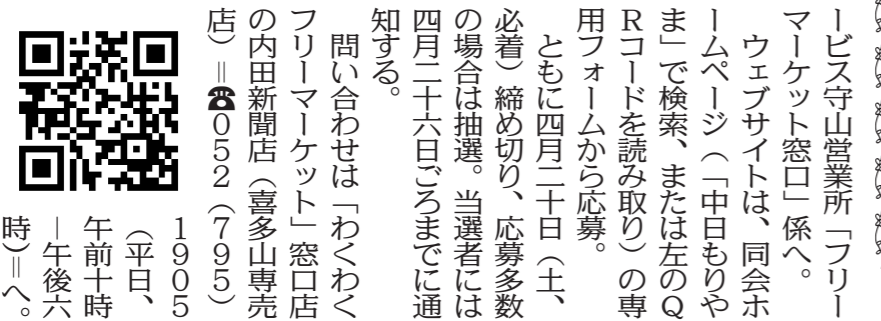 ービス守山営業所「フリー
マーケット窓口」係へ。
　ウェブサイトは、同会ホ
ームページ（「中日もりや
ま」で検索、または左のQ
Rコードを読み取り）の専
用フォームから応募。
　ともに四月二十日（土、
必着）締め切り、応募多数
の場合は抽選。当選者には
四月二十六日ごろまでに通
知する。
　問い合わせは「わくわく
フリーマーケット」窓口店
の内田新聞店（喜多山専売
店）＝☎052（795）
1905
（平日、
午前十時
―午後六
時）＝へ。